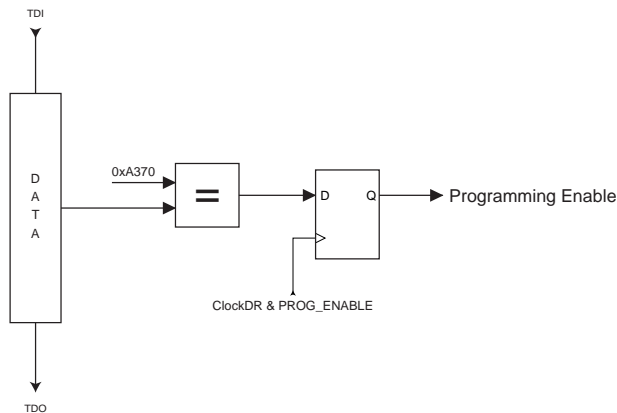 TDI
D
A
T
A
0xA370
=
D
Q
Programming Enable
ClockDR & PROG_ENABLE
TDO